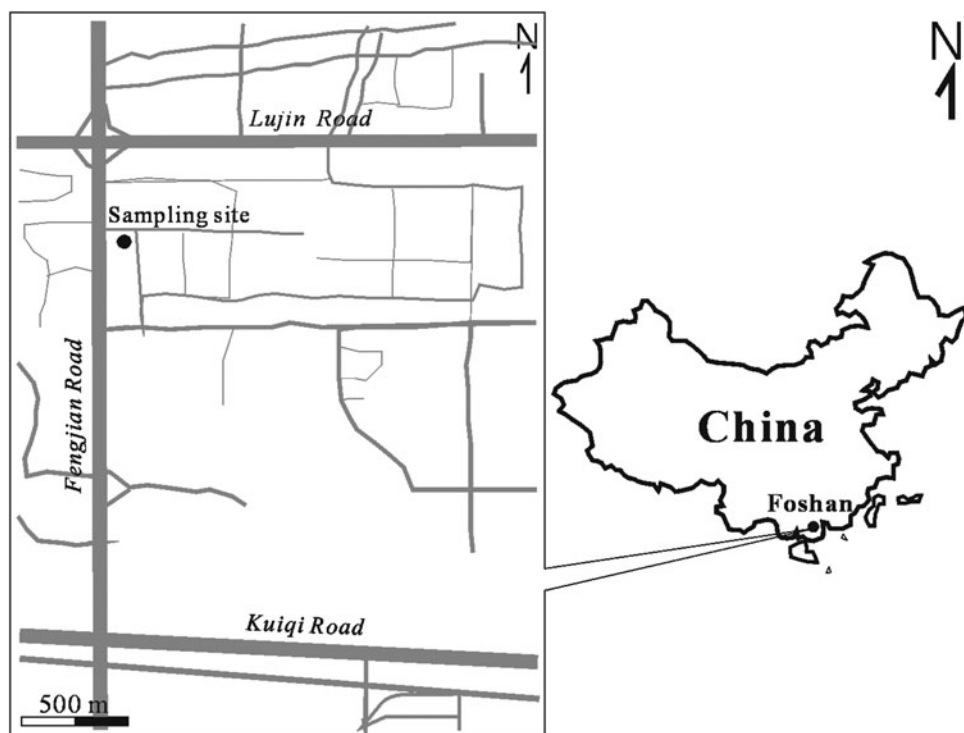 N
Lujin Road
Sampling site
Fengjian Road
Kuiqi Road
500 m
N
China
Foshan